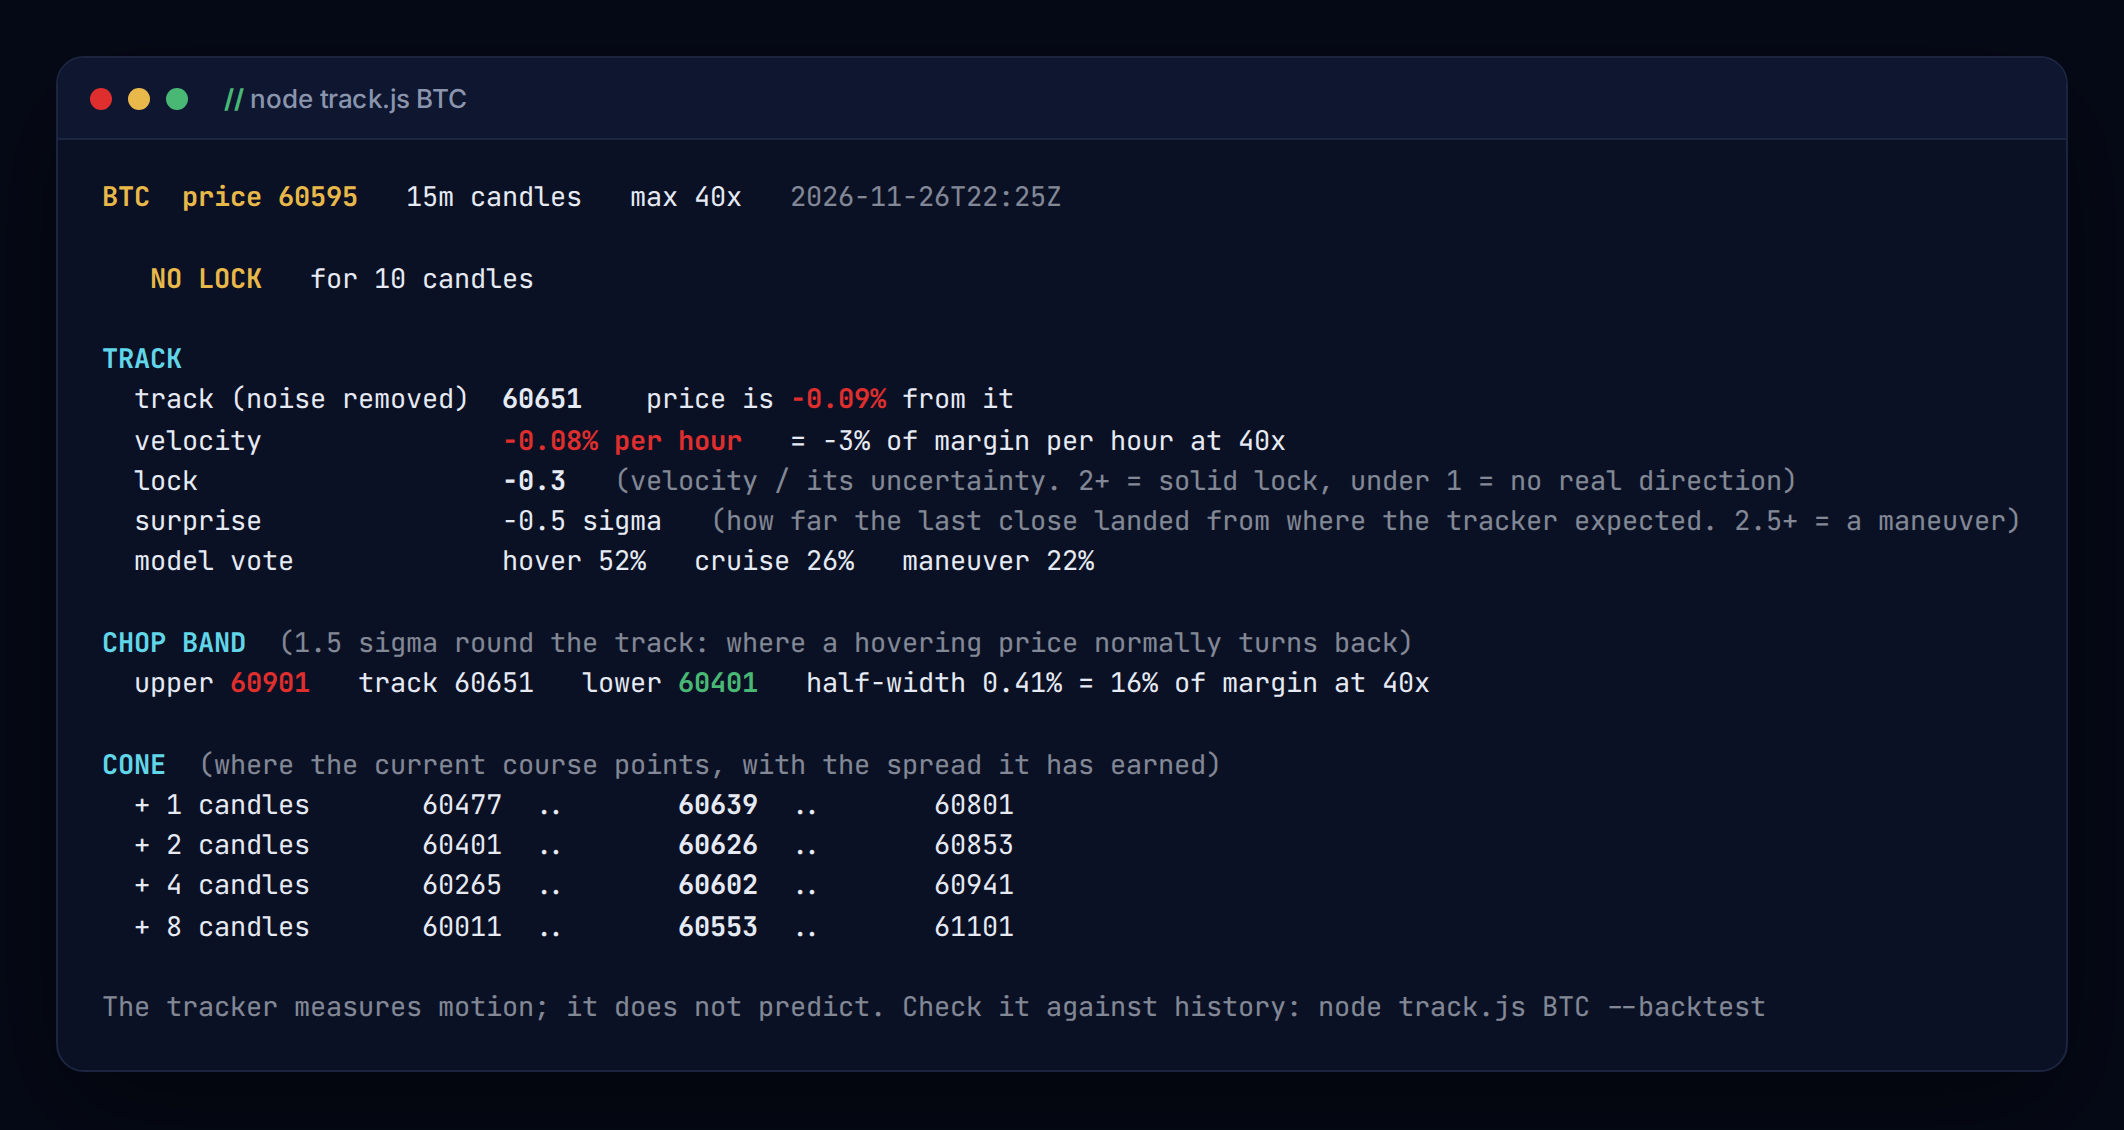 // node track.js BTC
BTC  price 60595   15m candles   max 40x   2026-11-26T22:25Z
NO LOCK   for 10 candles
TRACK
track (noise removed)  60651    price is -0.09% from it
velocity               -0.08% per hour   = -3% of margin per hour at 40x
lock                   -0.3   (velocity / its uncertainty. 2+ = solid lock, under 1 = no real direction)
surprise               -0.5 sigma   (how far the last close landed from where the tracker expected. 2.5+ = a maneuver)
model vote             hover 52%   cruise 26%   maneuver 22%
CHOP BAND  (1.5 sigma round the track: where a hovering price normally turns back)
upper 60901   track 60651   lower 60401   half-width 0.41% = 16% of margin at 40x
CONE  (where the current course points, with the spread it has earned)
+ 1 candles       60477  ..       60639  ..       60801
+ 2 candles       60401  ..       60626  ..       60853
+ 4 candles       60265  ..       60602  ..       60941
+ 8 candles       60011  ..       60553  ..       61101
The tracker measures motion; it does not predict. Check it against history: node track.js BTC --backtest